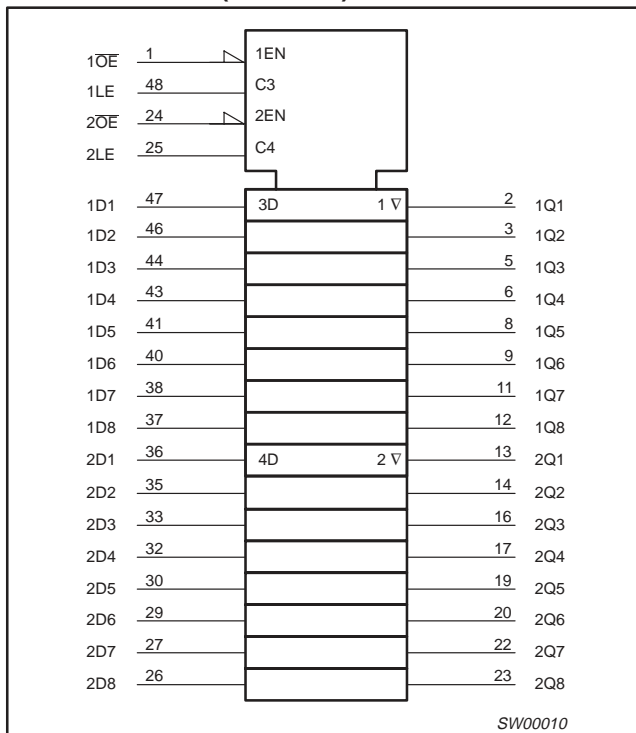 1O̅E̅ 1 1EN
1LE 48 C3
2O̅E̅ 24 2EN
2LE 25 C4
1D1 47 3D 1 ∇ 2 1Q1
1D2 46 3 1Q2
1D3 44 5 1Q3
1D4 43 6 1Q4
1D5 41 8 1Q5
1D6 40 9 1Q6
1D7 38 11 1Q7
1D8 37 12 1Q8
2D1 36 4D 2 ∇ 13 2Q1
2D2 35 14 2Q2
2D3 33 16 2Q3
2D4 32 17 2Q4
2D5 30 19 2Q5
2D6 29 20 2Q6
2D7 27 22 2Q7
2D8 26 23 2Q8
SW00010